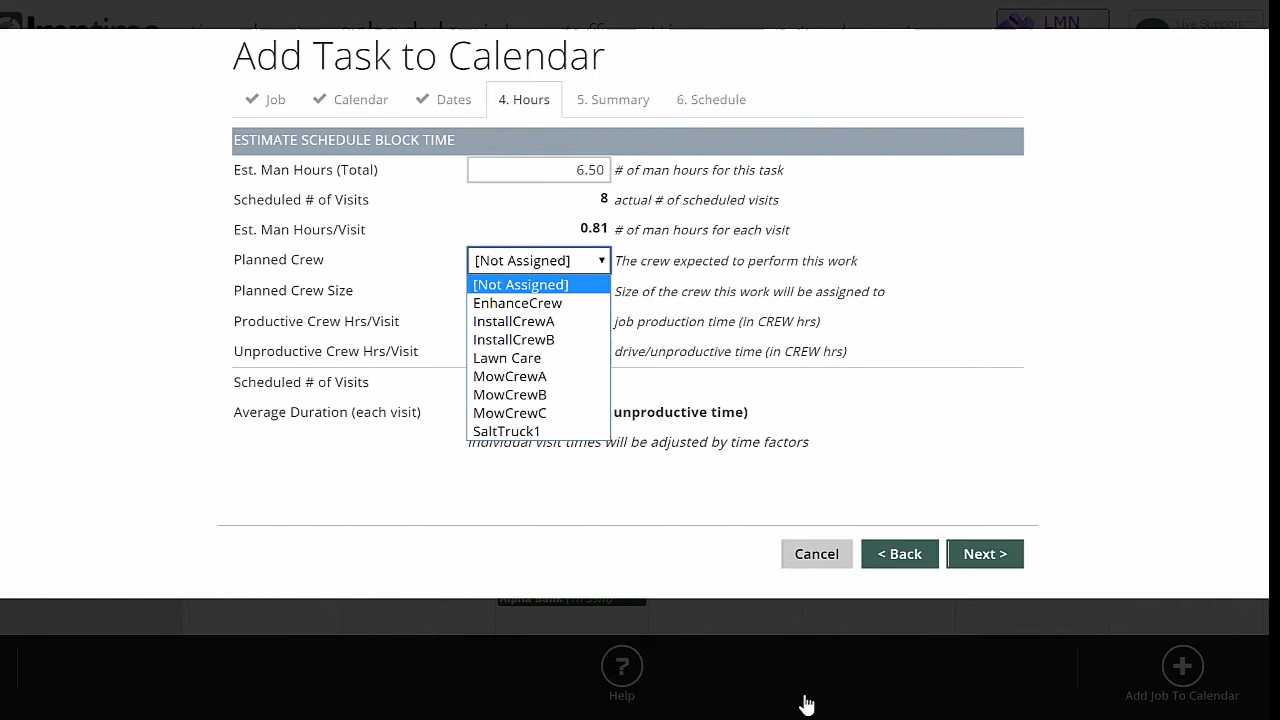 LMN
Live Support:
Add Task to Calendar
Job Calendar Dates 4. Hours 5. Summary 6. Schedule
ESTIMATE SCHEDULE BLOCK TIME
Est. Man Hours (Total) 6.50 # of man hours for this task
Scheduled # of Visits 8 actual # of scheduled visits
Est. Man Hours/Visit 0.81 # of man hours for each visit
Planned Crew [Not Assigned] The crew expected to perform this work
[Not Assigned]
Planned Crew Size Size of the crew this work will be assigned to
EnhanceCrew
InstallCrewA
Productive Crew Hrs/Visit job production time (in CREW hrs)
InstallCrewB
Unproductive Crew Hrs/Visit drive/unproductive time (in CREW hrs)
Lawn Care
MowCrewA
Scheduled # of Visits
MowCrewB
Average Duration (each visit) unproductive time)
MowCrewC
SaltTruck1
individual visit times will be adjusted by time factors
Cancel < Back Next >
Alpha Bank
Help
Add Job To Calendar